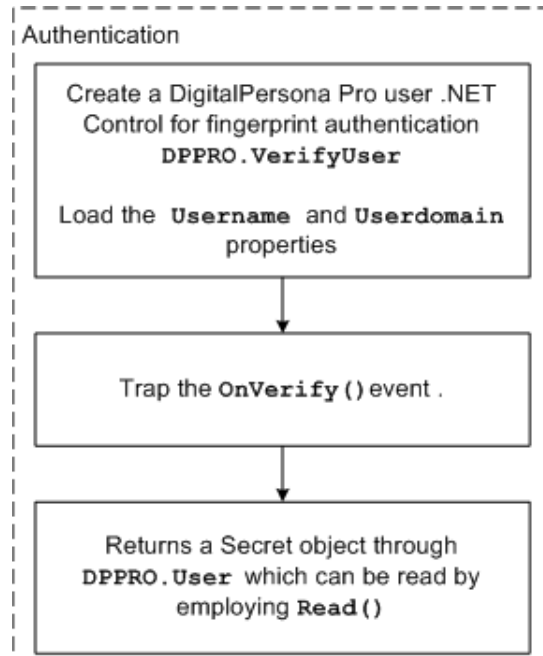 Authentication
Create a DigitalPersona Pro user .NET
Control for fingerprint authentication
DPPRO.VerifyUser
Load the Username and Userdomain
properties
Trap the OnVerify() event .
Returns a Secret object through
DPPRO.User which can be read by
employing Read()